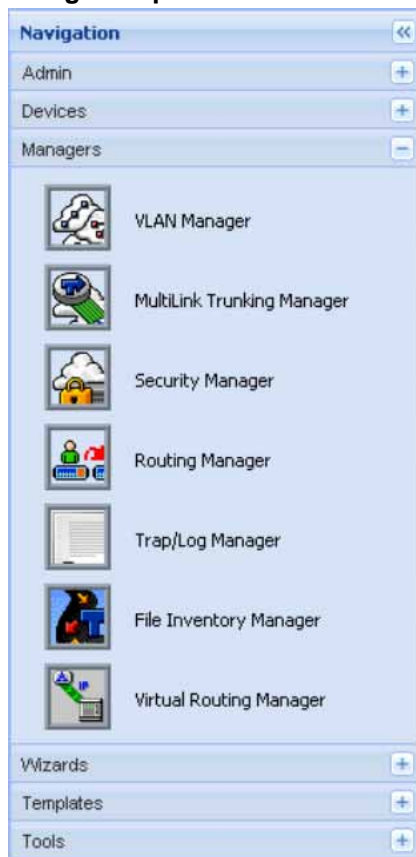 Navigation
Admin
Devices
Managers
VLAN Manager
MultiLink Trunking Manager
Security Manager
Routing Manager
Trap/Log Manager
File Inventory Manager
IP
Virtual Routing Manager
Wizards
Templates
Tools